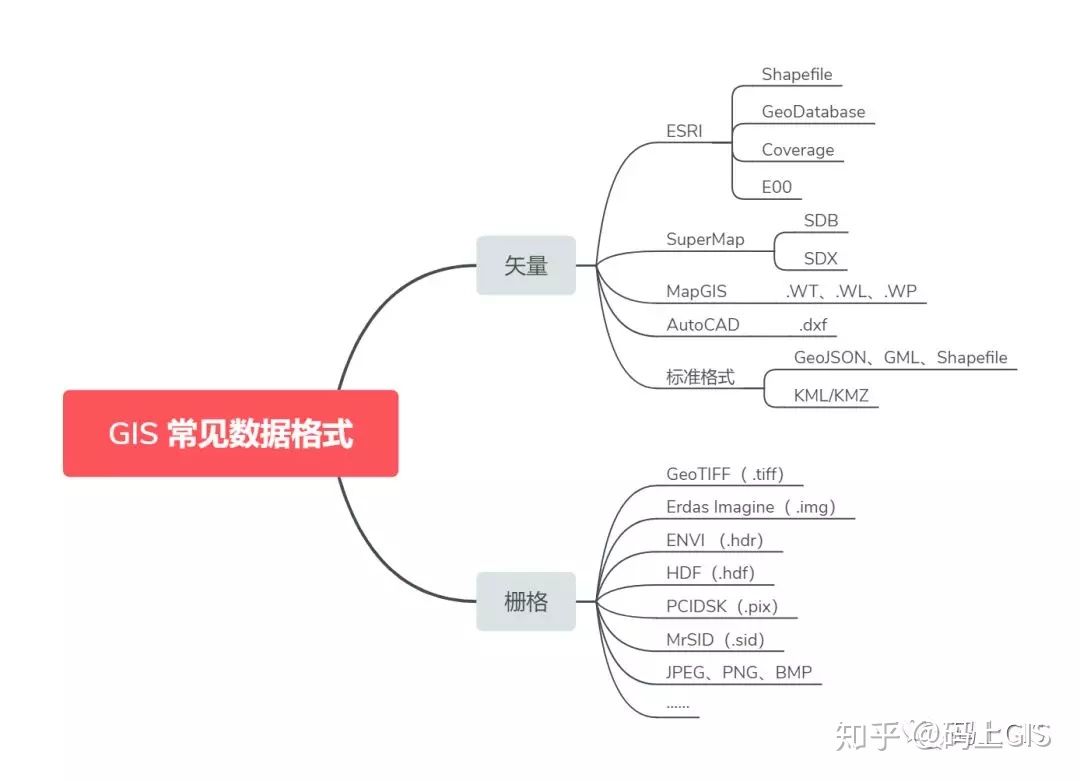 GIS 常见数据格式
矢量
ESRI
Shapefile
GeoDatabase
Coverage
E00
SuperMap
SDB
SDX
MapGIS .WT、.WL、.WP
AutoCAD .dxf
标准格式
GeoJSON、GML、Shapefile
KML/KMZ
栅格
GeoTIFF（ .tiff）
Erdas Imagine（ .img）
ENVI （.hdr）
HDF（.hdf）
PCIDSK（.pix）
MrSID（.sid）
JPEG、PNG、BMP
......
知乎 @码上GIS